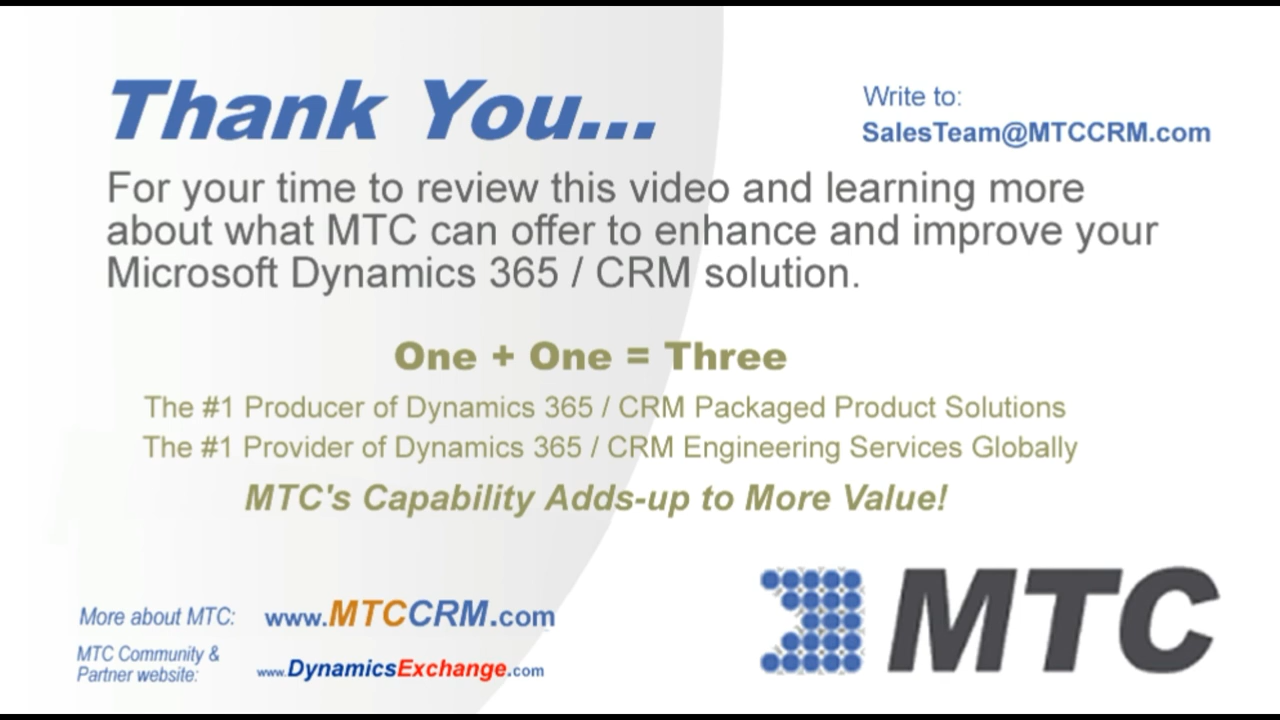 Thank You...
Write to:
SalesTeam@MTCCRM.com
For your time to review this video and learning more
about what MTC can offer to enhance and improve your
Microsoft Dynamics 365 / CRM solution.
One + One = Three
The #1 Producer of Dynamics 365 / CRM Packaged Product Solutions
The #1 Provider of Dynamics 365 / CRM Engineering Services Globally
MTC's Capability Adds-up to More Value!
More about MTC: www.MTCCRM.com
MTC Community &
Partner website: www.DynamicsExchange.com
MTC